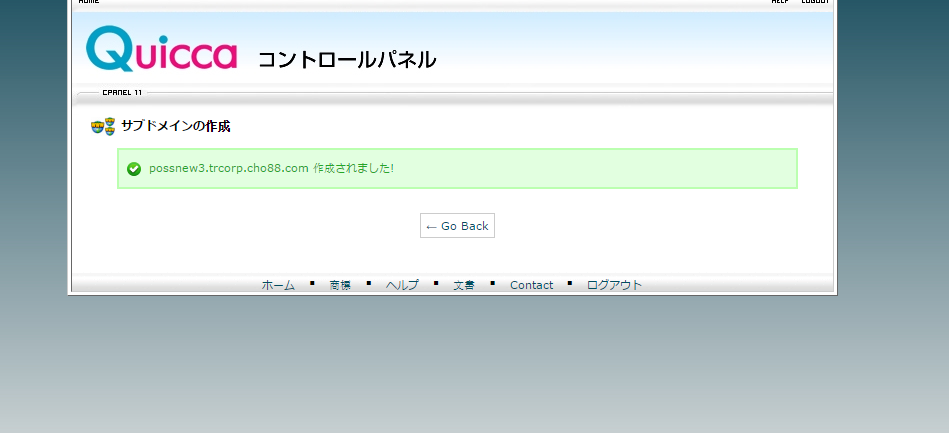 HOME HELP LOGOUT
Quicca コントロールパネル
CPANEL 11
サブドメインの作成
possnew3.trcorp.cho88.com 作成されました!
← Go Back
ホーム ▪ 商標 ▪ ヘルプ ▪ 文書 ▪ Contact ▪ ログアウト